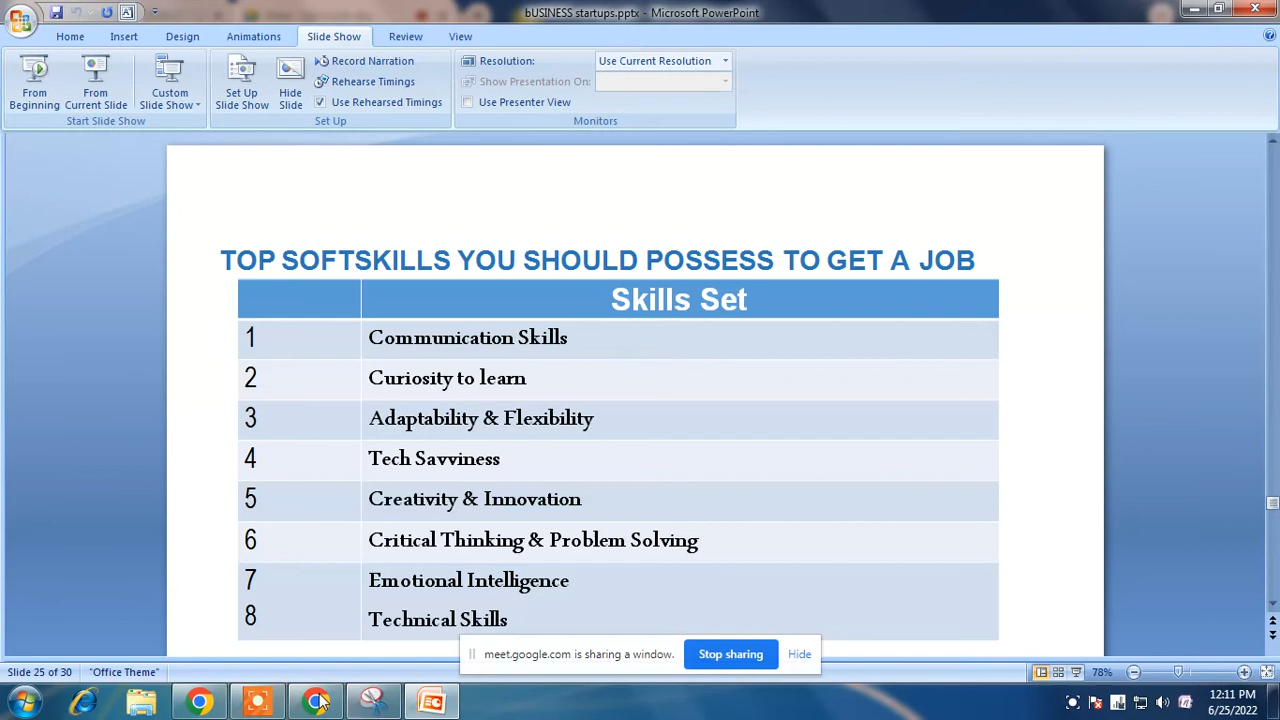 bUSINESS startups.pptx - Microsoft PowerPoint
Home Insert Design Animations Slide Show Review View
From Beginning
From Current Slide
Custom Slide Show
Start Slide Show
Set Up Slide Show
Hide Slide
Record Narration
Rehearse Timings
Use Rehearsed Timings
Set Up
Resolution: Use Current Resolution
Show Presentation On:
Use Presenter View
Monitors
TOP SOFTSKILLS YOU SHOULD POSSESS TO GET A JOB
Skills Set
1 Communication Skills
2 Curiosity to learn
3 Adaptability & Flexibility
4 Tech Savviness
5 Creativity & Innovation
6 Critical Thinking & Problem Solving
7 Emotional Intelligence
8 Technical Skills
meet.google.com is sharing a window. Stop sharing Hide
Slide 25 of 30 "Office Theme" 78%
12:11 PM
6/25/2022